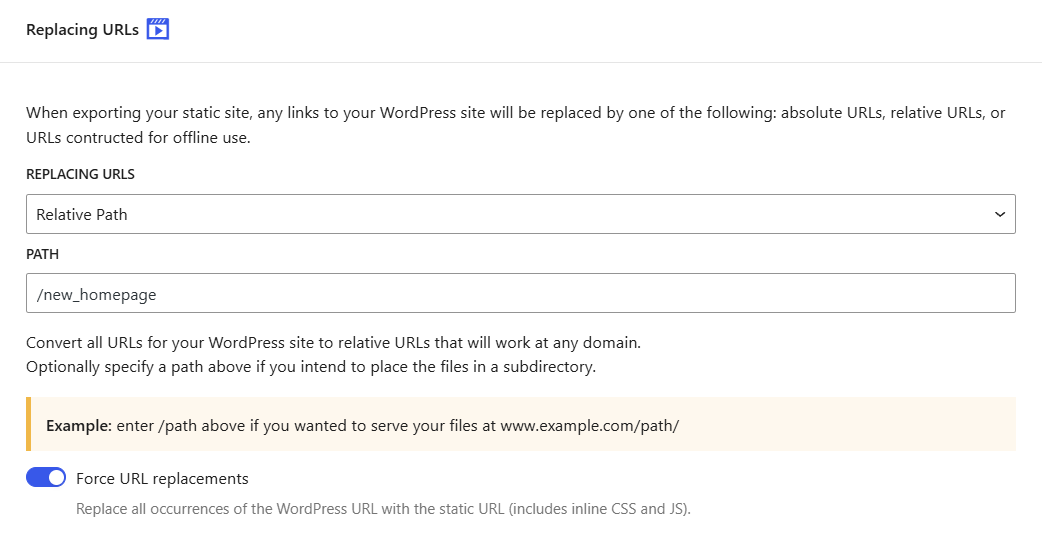 Replacing URLs
When exporting your static site, any links to your WordPress site will be replaced by one of the following: absolute URLs, relative URLs, or
URLs contructed for offline use.
REPLACING URLS
Relative Path
PATH
/new_homepage
Convert all URLs for your WordPress site to relative URLs that will work at any domain.
Optionally specify a path above if you intend to place the files in a subdirectory.
Example: enter /path above if you wanted to serve your files at www.example.com/path/
Force URL replacements
Replace all occurrences of the WordPress URL with the static URL (includes inline CSS and JS).